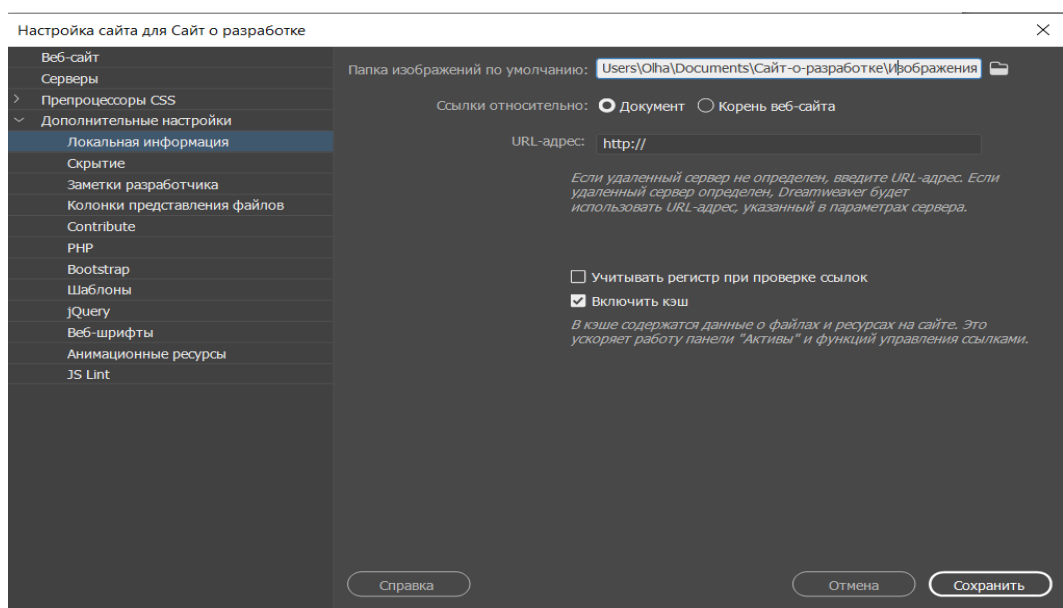 Настройка сайта для Сайт о разработке
Веб-сайт
Серверы
Препроцессоры CSS
Дополнительные настройки
Локальная информация
Скрытие
Заметки разработчика
Колонки представления файлов
Contribute
PHP
Bootstrap
Шаблоны
jQuery
Веб-шрифты
Анимационные ресурсы
JS Lint
Папка изображений по умолчанию: Users\Olha\Documents\Сайт-о-разработке\Изображения
Ссылки относительно: Документ Корень веб-сайта
URL-адрес: http://
Если удаленный сервер не определен, введите URL-адрес. Если
удаленный сервер определен, Dreamweaver будет
использовать URL-адрес, указанный в параметрах сервера.
Учитывать регистр при проверке ссылок
Включить кэш
В кэше содержатся данные о файлах и ресурсах на сайте. Это
ускоряет работу панели "Активы" и функций управления ссылками.
Справка Отмена Сохранить